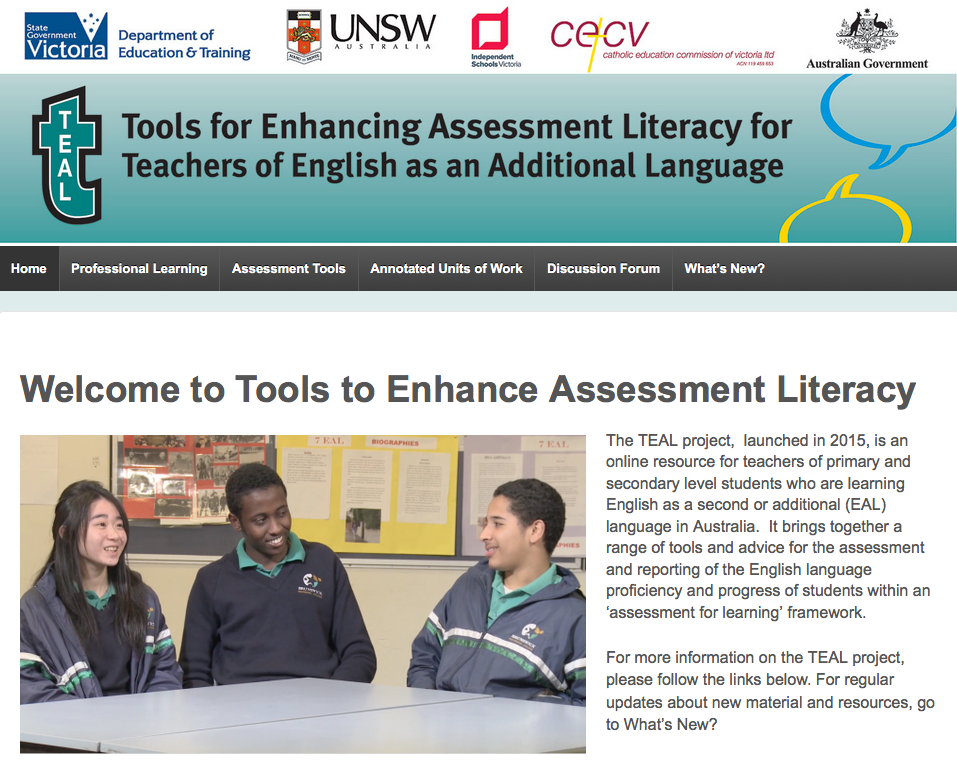 State
Government
Victoria
Department of
Education & Training
UNSW
AUSTRALIA
Independent
Schools Victoria
cecv
catholic education commission of victoria ltd
ACN 119 459 853
Australian Government
TEAL
Tools for Enhancing Assessment Literacy for
Teachers of English as an Additional Language
Home Professional Learning Assessment Tools Annotated Units of Work Discussion Forum What's New?
Welcome to Tools to Enhance Assessment Literacy
7 EAL BIOGRAPHIES 7 EAL
The TEAL project,  launched in 2015, is an
online resource for teachers of primary and
secondary level students who are learning
English as a second or additional (EAL)
language in Australia.  It brings together a
range of tools and advice for the assessment
and reporting of the English language
proficiency and progress of students within an
‘assessment for learning’ framework.
For more information on the TEAL project,
please follow the links below. For regular
updates about new material and resources, go
to What's New?